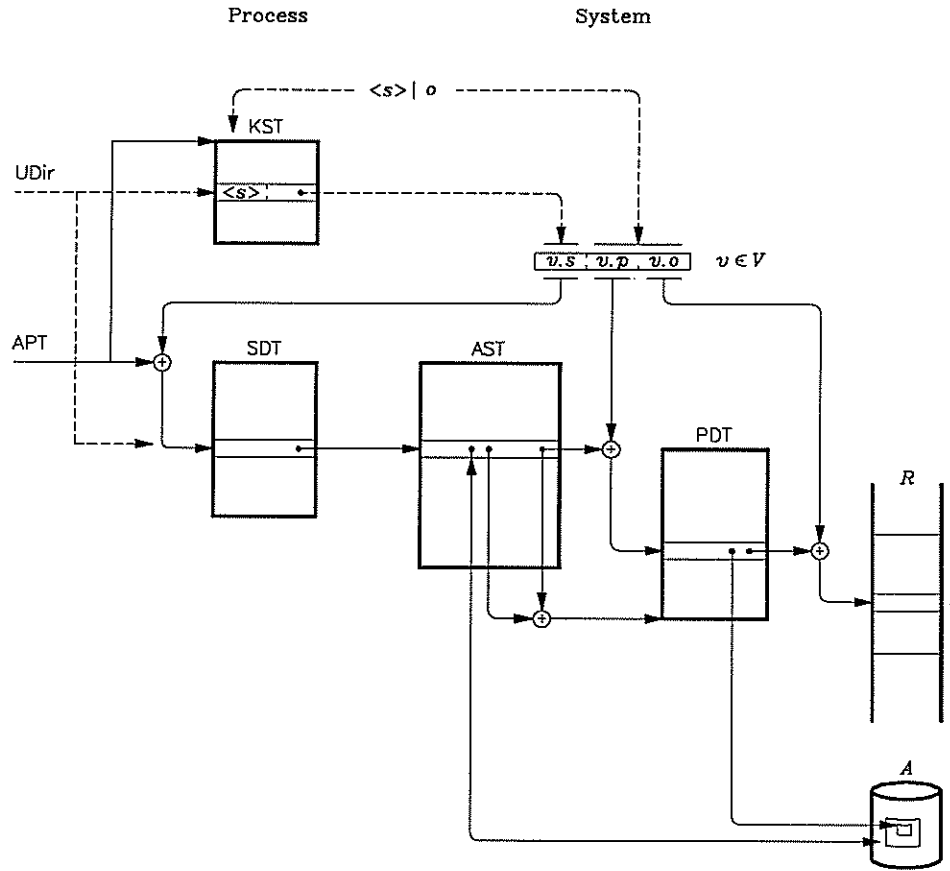 Process System
<s> | o
KST
UDir
<s>
v.s v.p v.o v ∈ V
APT
SDT AST
PDT
R
A